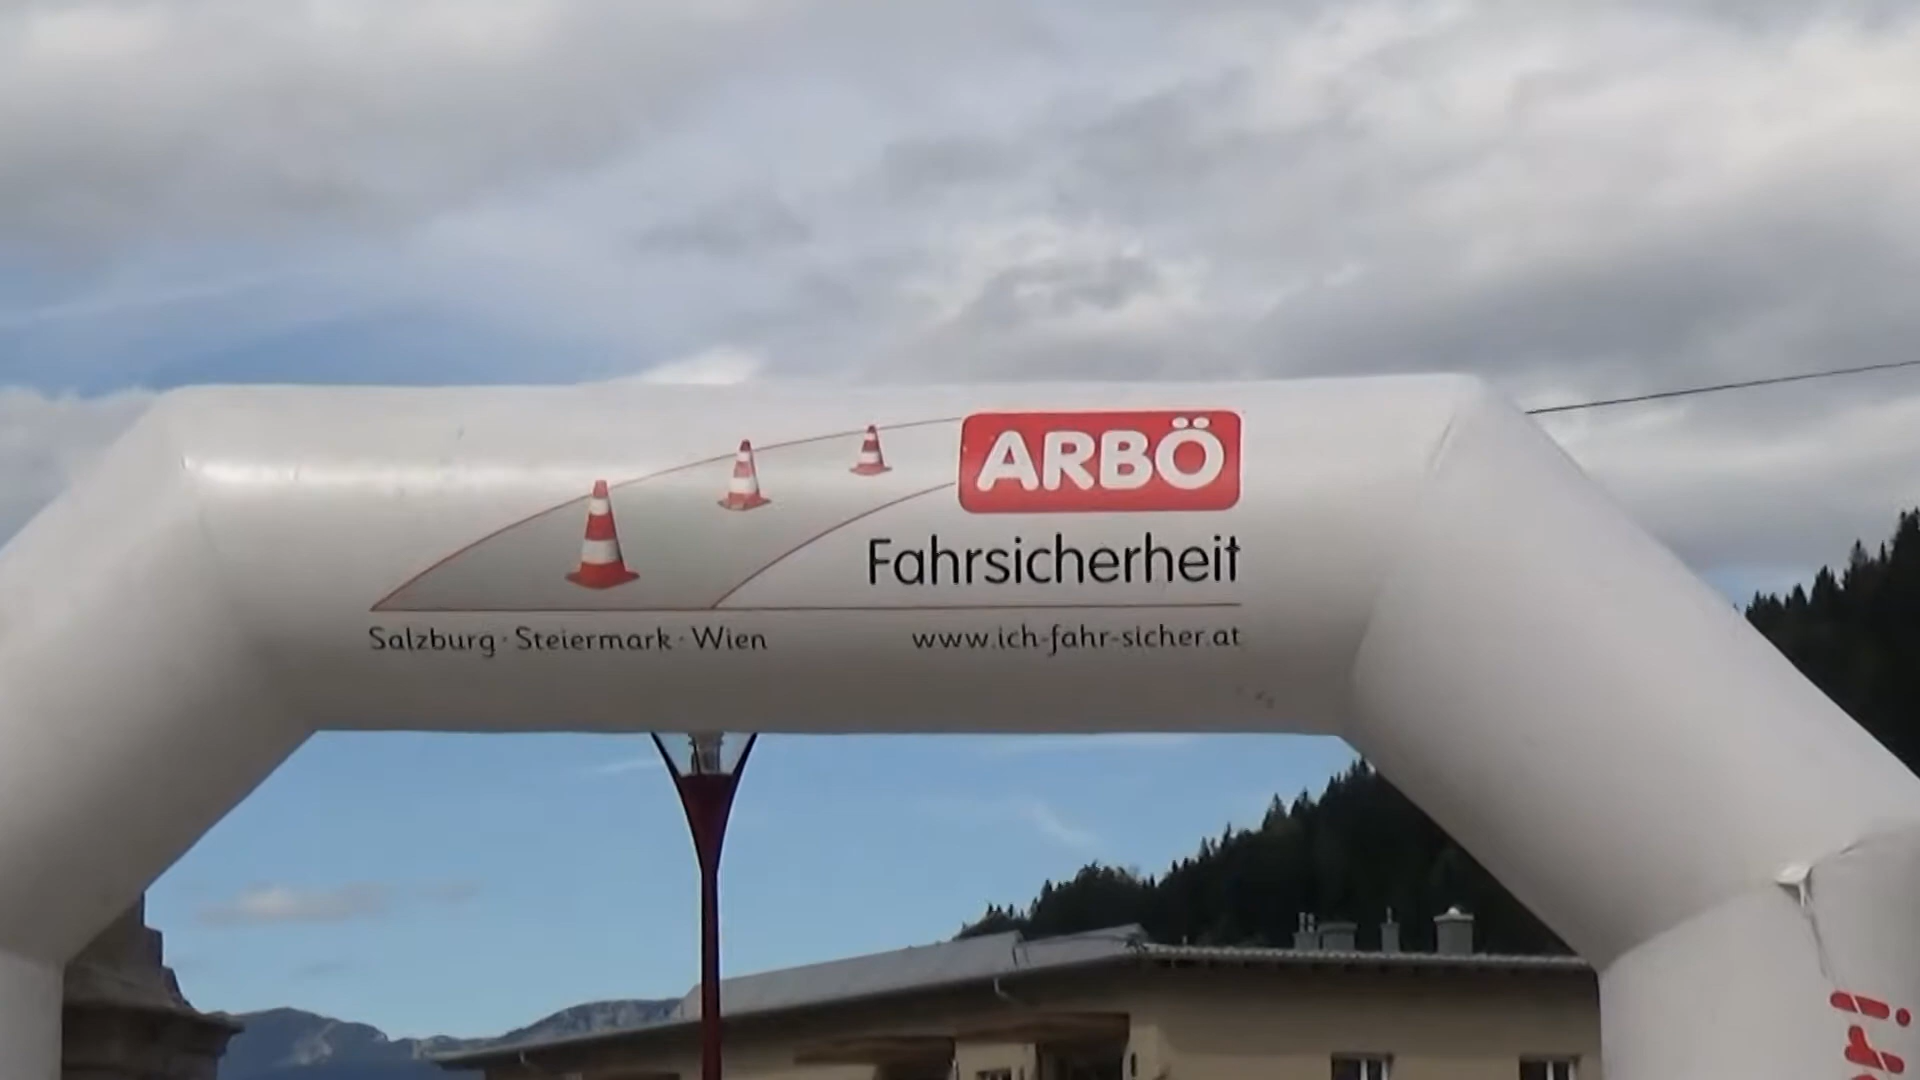 ARBÖ
Fahrsicherheit
Salzburg · Steiermark · Wien
www.ich-fahr-sicher.at